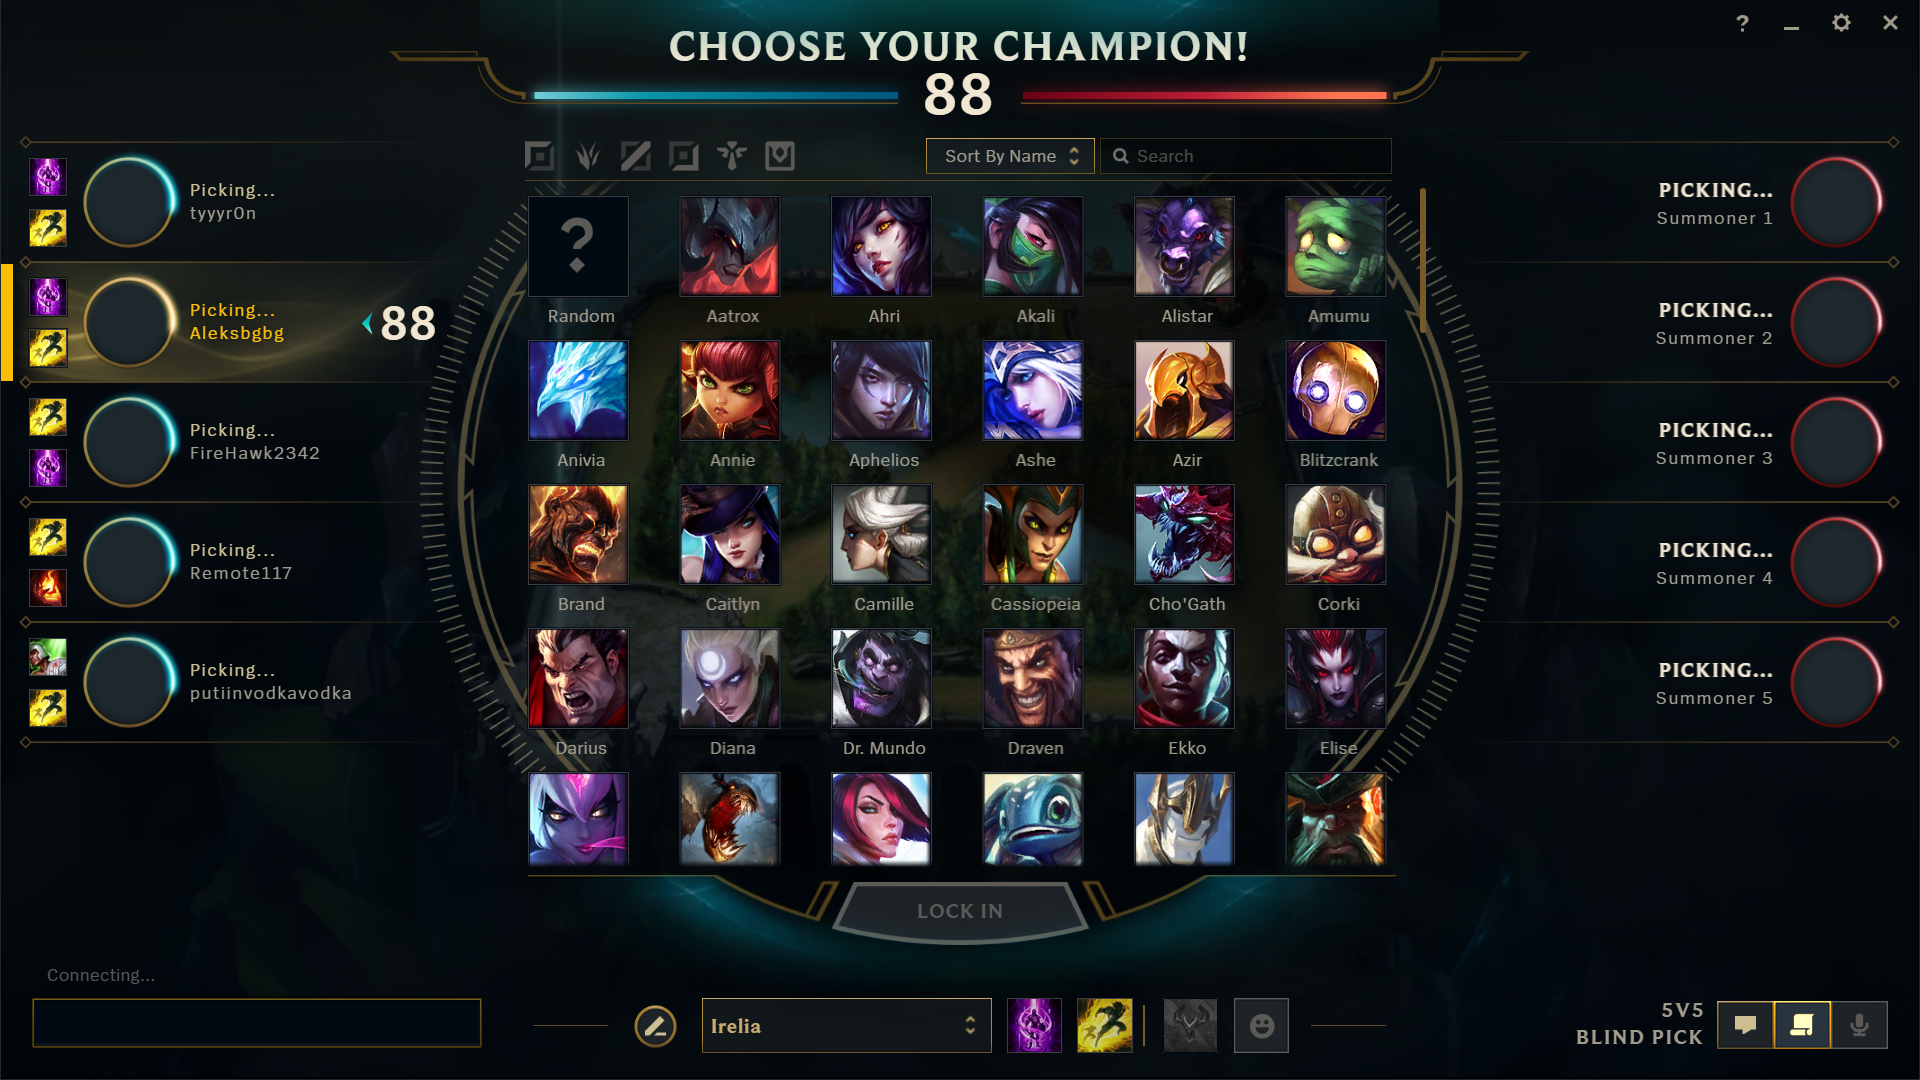 CHOOSE YOUR CHAMPION!
88
Sort By Name
Search
Picking...
tyyyr0n
Picking...
Aleksbgbg
88
Picking...
FireHawk2342
Picking...
Remote117
Picking...
putiinvodkavodka
Random
Aatrox
Ahri
Akali
Alistar
Amumu
Anivia
Annie
Aphelios
Ashe
Azir
Blitzcrank
Brand
Caitlyn
Camille
Cassiopeia
Cho'Gath
Corki
Darius
Diana
Dr. Mundo
Draven
Ekko
Elise
LOCK IN
PICKING...
Summoner 1
PICKING...
Summoner 2
PICKING...
Summoner 3
PICKING...
Summoner 4
PICKING...
Summoner 5
Connecting...
Irelia
5V5
BLIND PICK